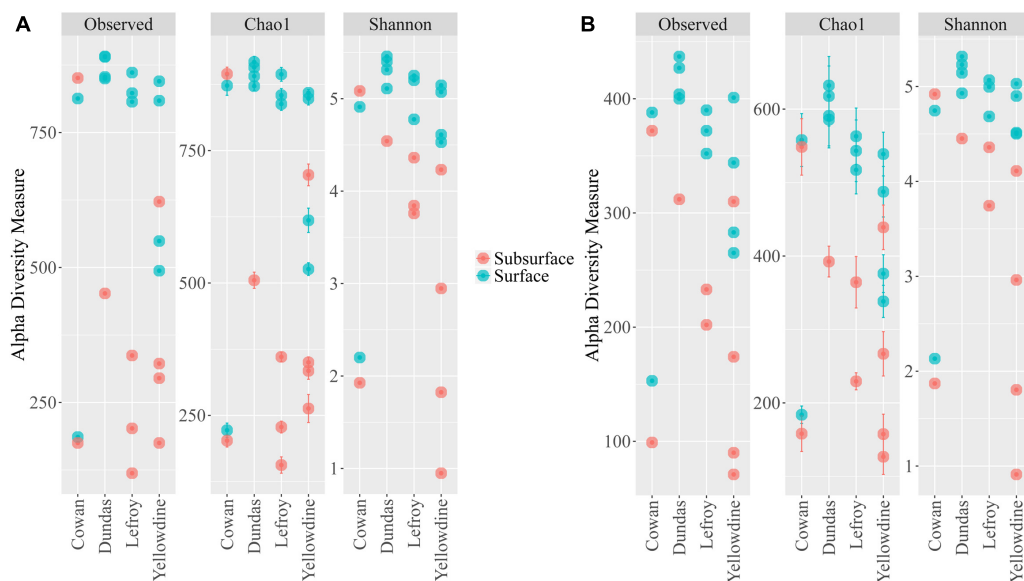 A
Observed
Chao1
Shannon
Alpha Diversity Measure
750
500
250
750
500
250
5
4
3
2
1
Cowan
Dundas
Lefroy
Yellowdine
Cowan
Dundas
Lefroy
Yellowdine
Cowan
Dundas
Lefroy
Yellowdine
Subsurface
Surface
B
Observed
Chao1
Shannon
Alpha Diversity Measure
400
300
200
100
600
400
200
5
4
3
2
1
Cowan
Dundas
Lefroy
Yellowdine
Cowan
Dundas
Lefroy
Yellowdine
Cowan
Dundas
Lefroy
Yellowdine